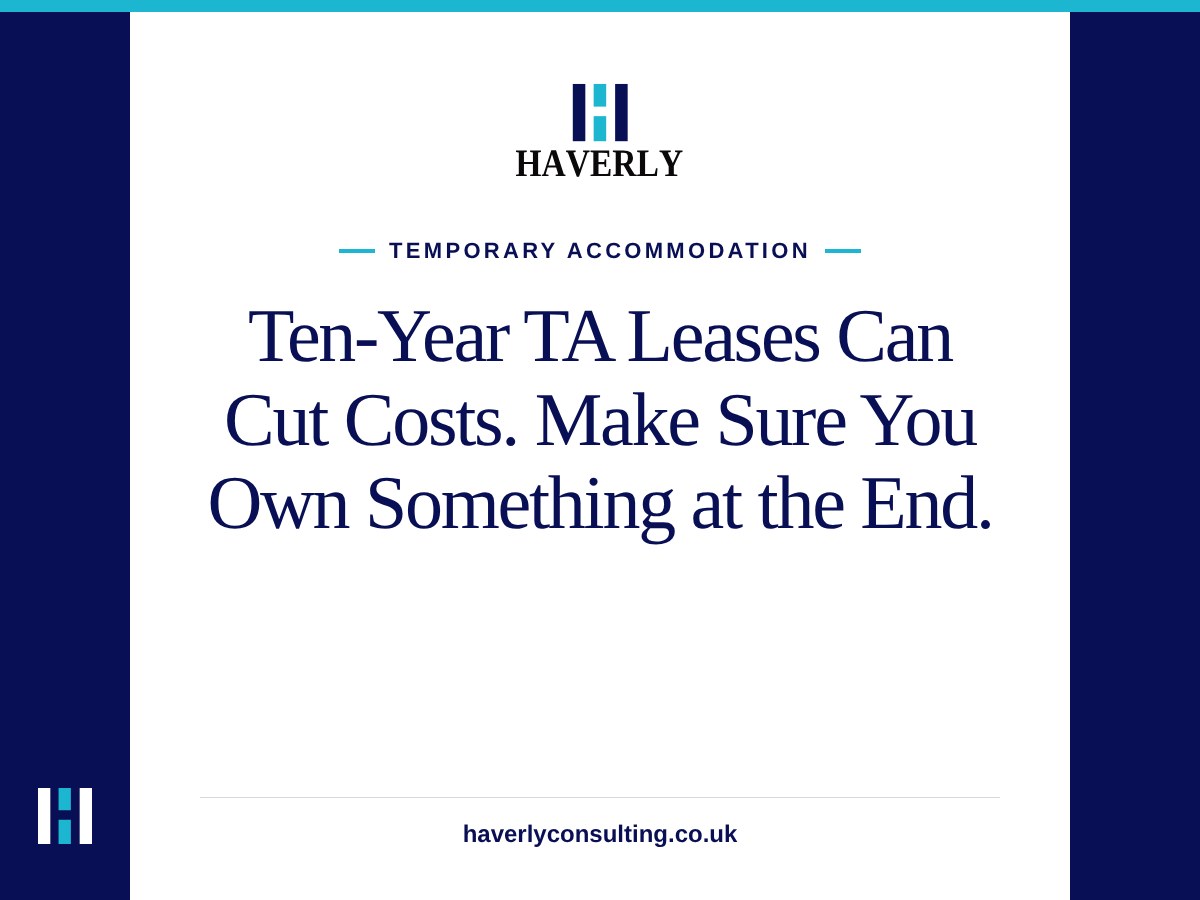 HAVERLY
TEMPORARY ACCOMMODATION
Ten-Year TA Leases Can
Cut Costs. Make Sure You
Own Something at the End.
haverlyconsulting.co.uk